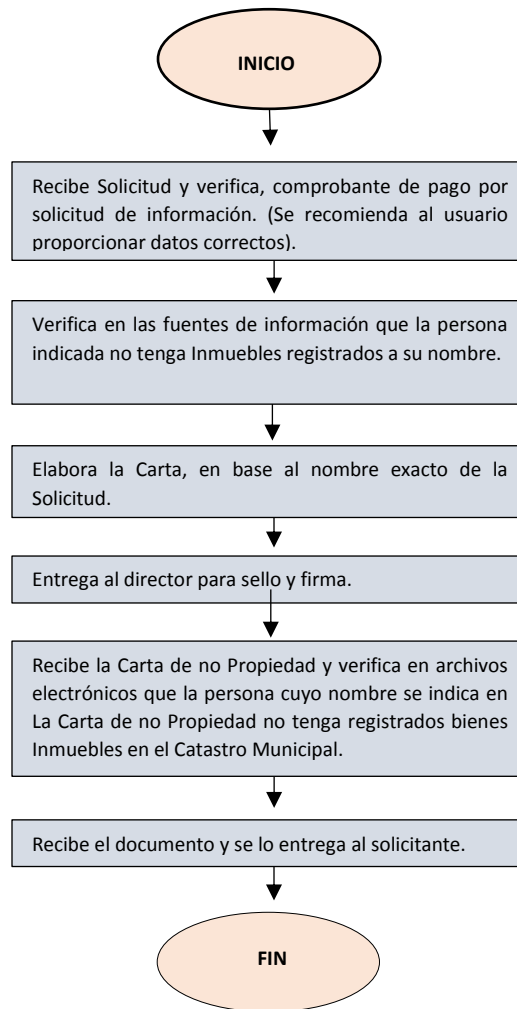 INICIO
Recibe Solicitud y verifica, comprobante de pago por
solicitud de información. (Se recomienda al usuario
proporcionar datos correctos).
Verifica en las fuentes de información que la persona
indicada no tenga Inmuebles registrados a su nombre.
Elabora la Carta, en base al nombre exacto de la
Solicitud.
Entrega al director para sello y firma.
Recibe la Carta de no Propiedad y verifica en archivos
electrónicos que la persona cuyo nombre se indica en
La Carta de no Propiedad no tenga registrados bienes
Inmuebles en el Catastro Municipal.
Recibe el documento y se lo entrega al solicitante.
FIN